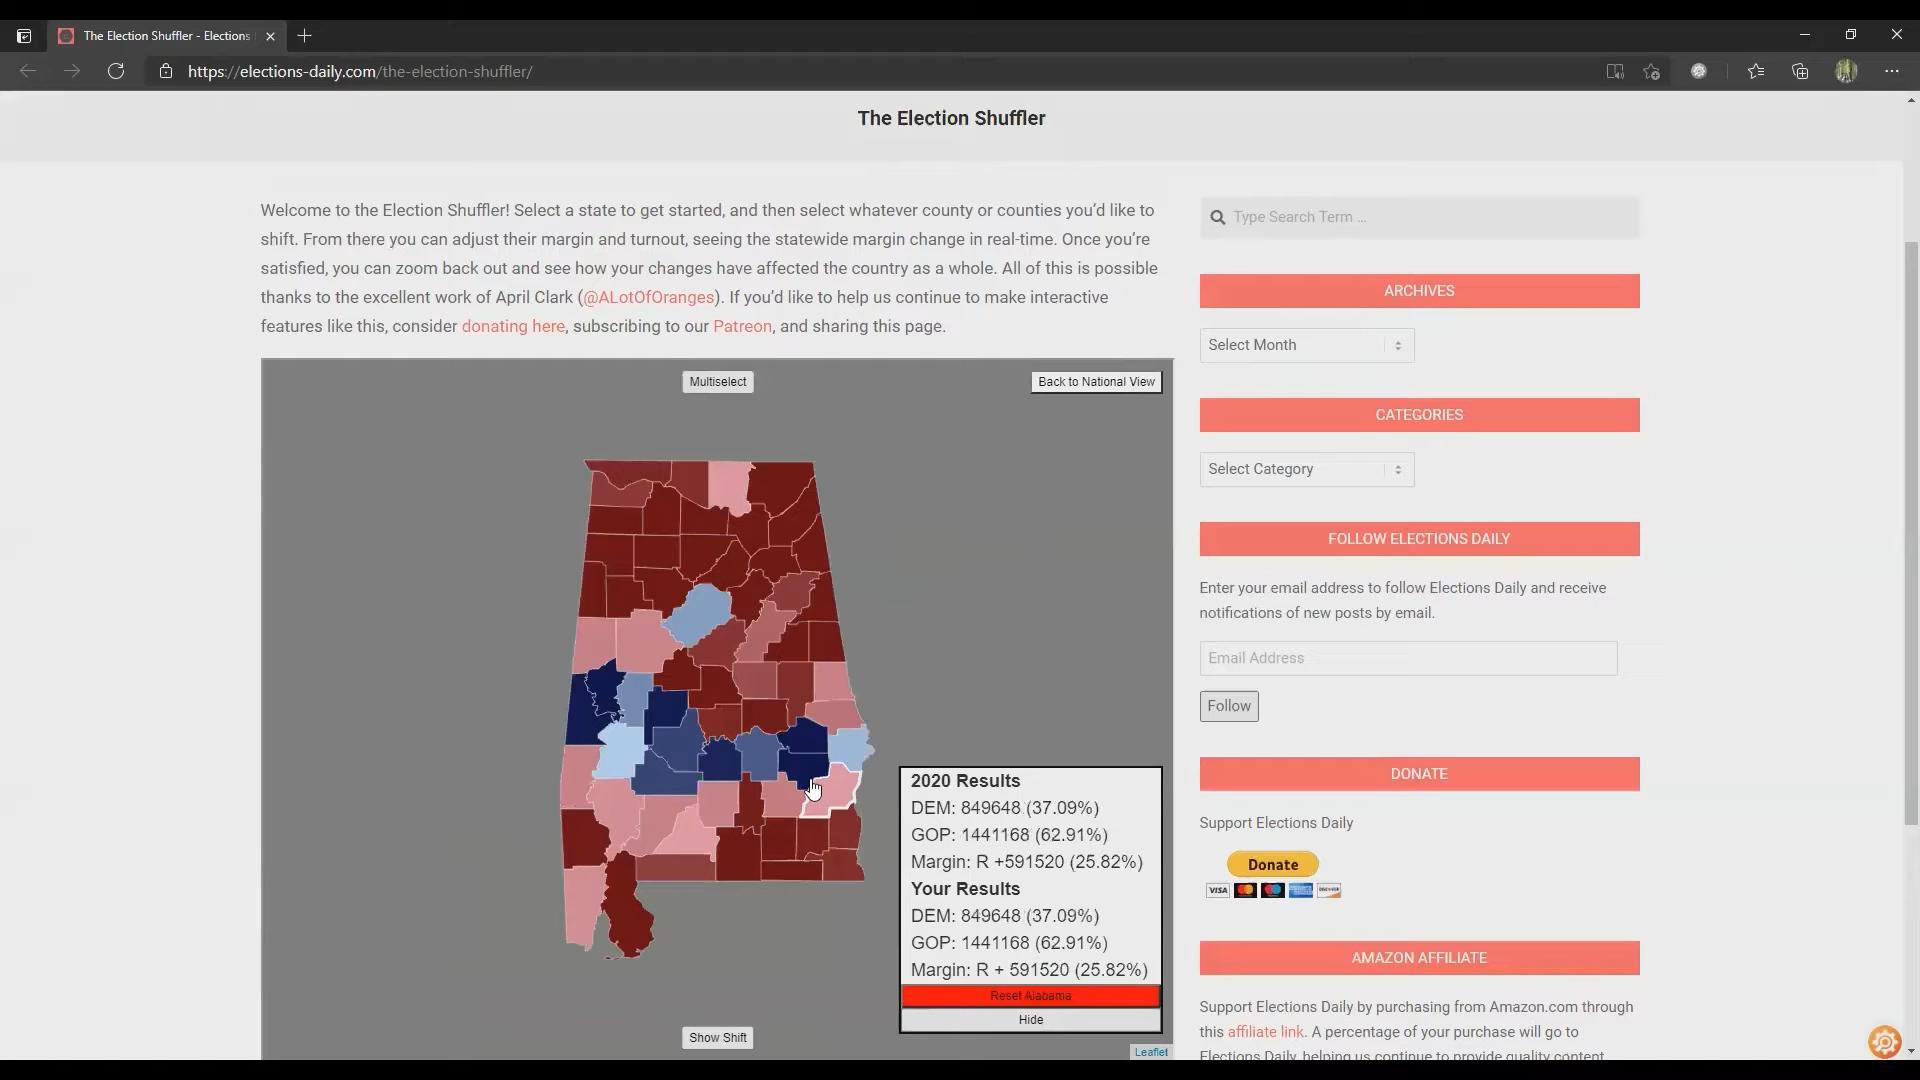 The Election Shuffler - Elections
https://elections-daily.com/the-election-shuffler/
The Election Shuffler
Welcome to the Election Shuffler! Select a state to get started, and then select whatever county or counties you'd like to
shift. From there you can adjust their margin and turnout, seeing the statewide margin change in real-time. Once you're
satisfied, you can zoom back out and see how your changes have affected the country as a whole. All of this is possible
thanks to the excellent work of April Clark (@ALotOfOranges). If you'd like to help us continue to make interactive
features like this, consider donating here, subscribing to our Patreon, and sharing this page.
Multiselect
Back to National View
2020 Results
DEM: 849648 (37.09%)
GOP: 1441168 (62.91%)
Margin: R +591520 (25.82%)
Your Results
DEM: 849648 (37.09%)
GOP: 1441168 (62.91%)
Margin: R + 591520 (25.82%)
Reset Alabama
Hide
Show Shift
Leaflet
Type Search Term ...
ARCHIVES
Select Month
CATEGORIES
Select Category
FOLLOW ELECTIONS DAILY
Enter your email address to follow Elections Daily and receive
notifications of new posts by email.
Email Address
Follow
DONATE
Support Elections Daily
Donate
VISA
AMAZON AFFILIATE
Support Elections Daily by purchasing from Amazon.com through
this affiliate link. A percentage of your purchase will go to
Elections Daily, helping us continue to provide quality content